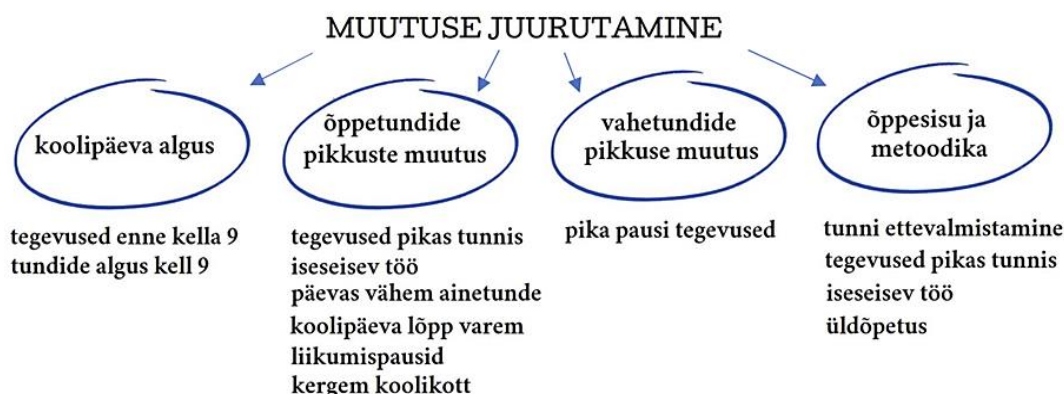 MUUTUSE JUURUTAMINE
koolipäeva algus
tegevused enne kella 9
tundide algus kell 9
õppetundide
pikkuste muutus
tegevused pikas tunnis
iseseisev töö
päevas vähem ainetunde
koolipäeva lõpp varem
liikumispausid
kergem koolikott
vahetundide
pikkuse muutus
pika pausi tegevused
õppesisu ja
metoodika
tunni ettevalmistamine
tegevused pikas tunnis
iseseisev töö
üldõpetus